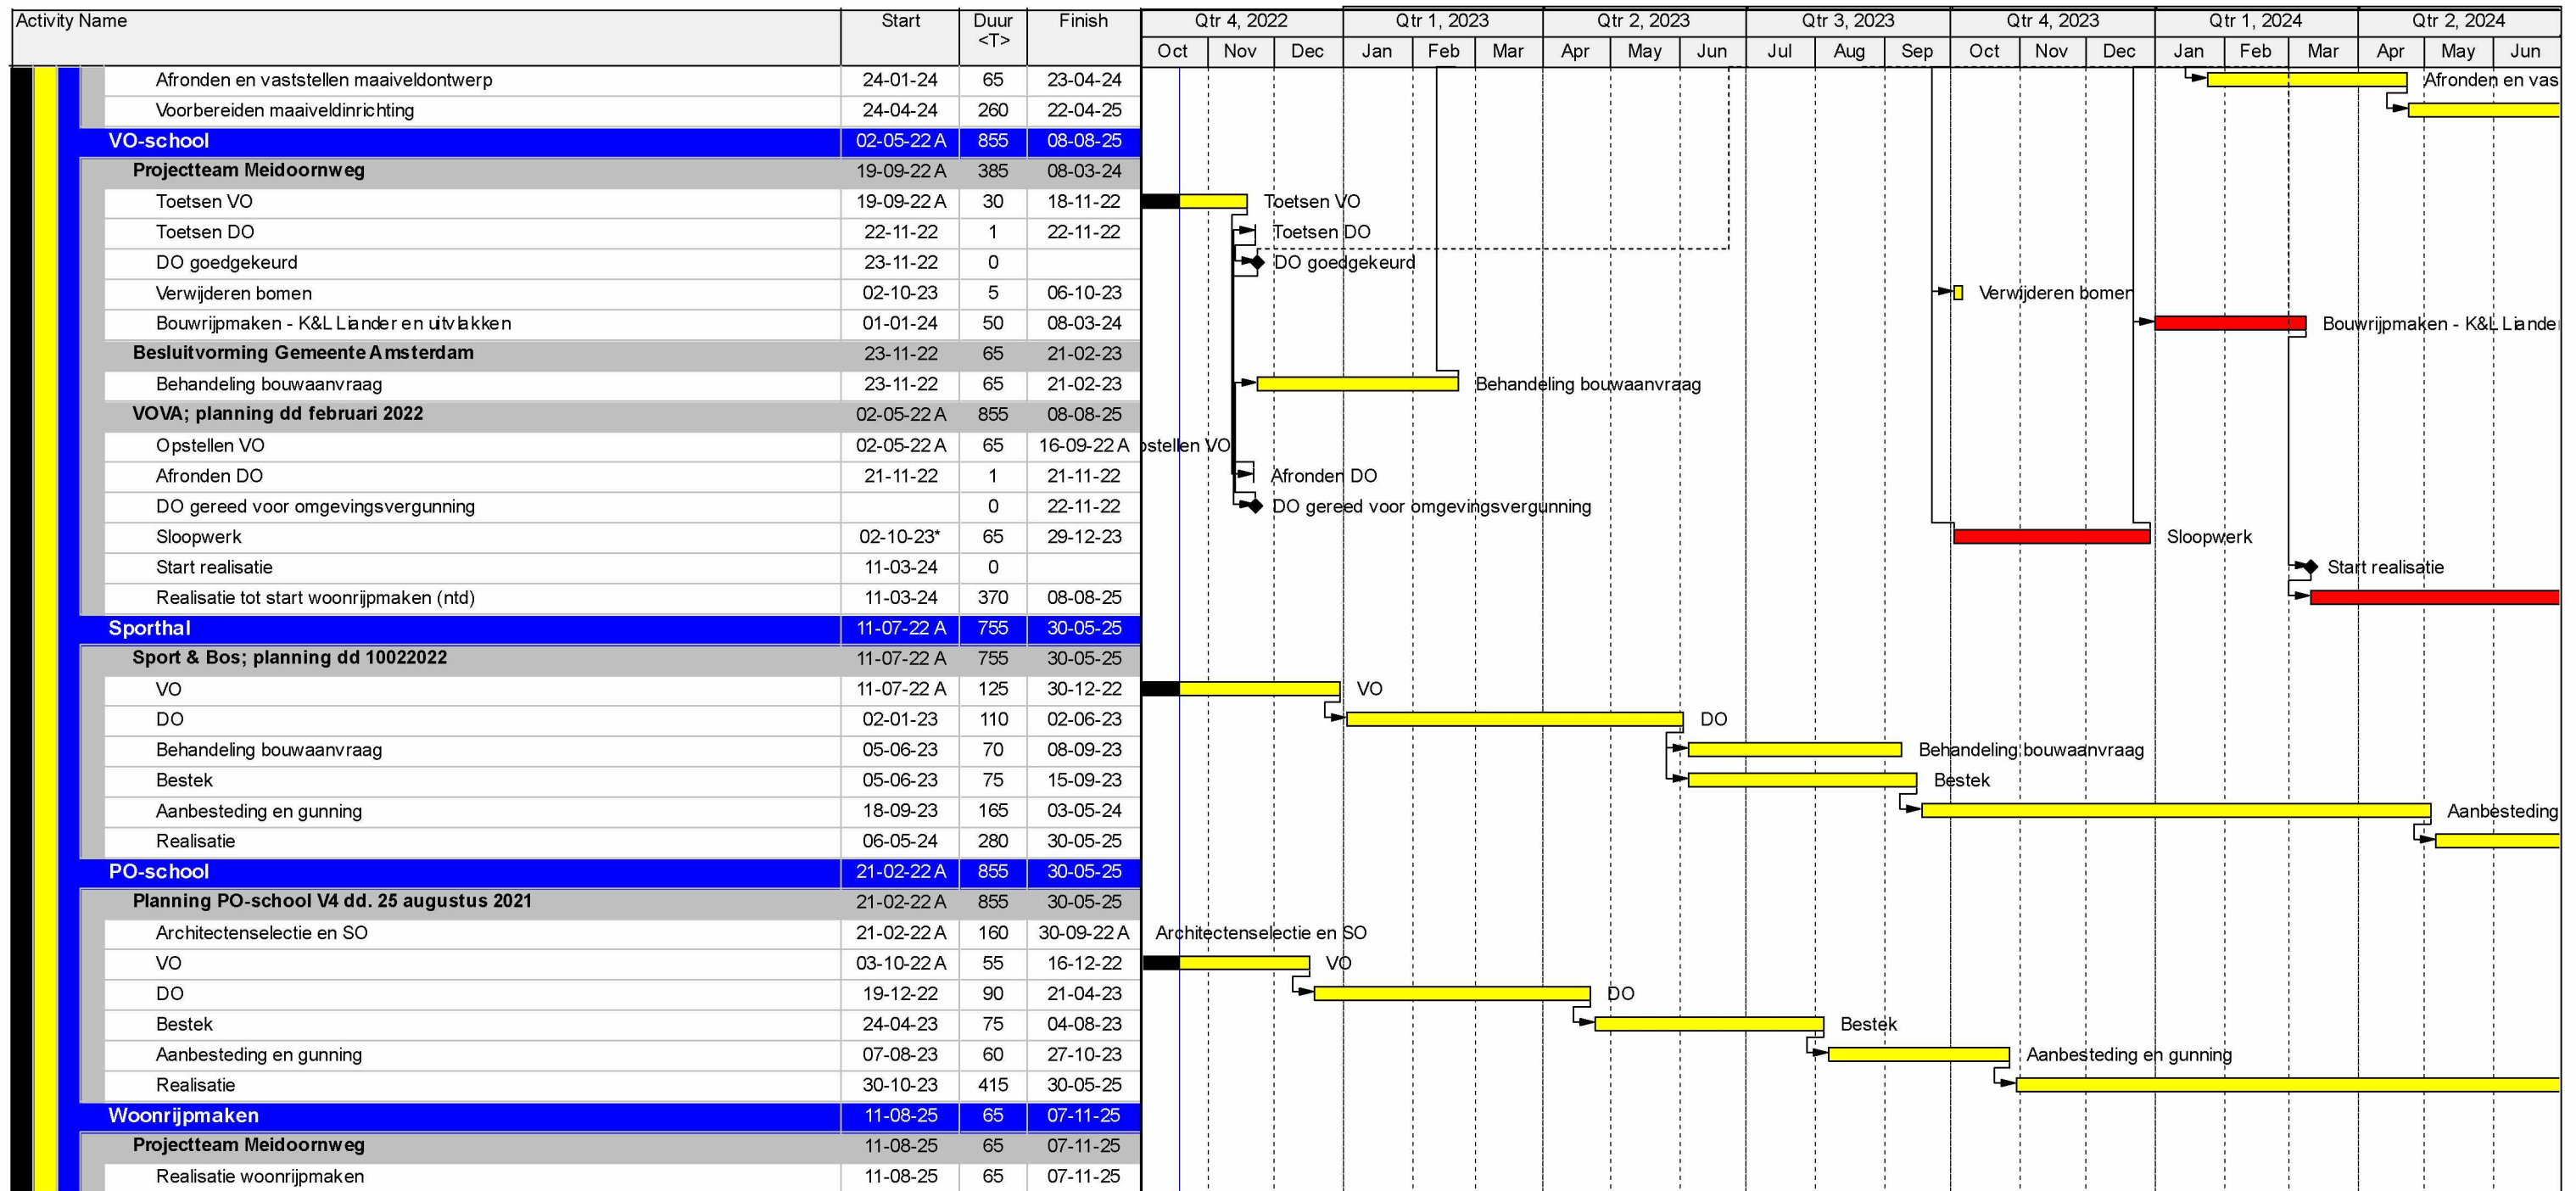 Activity Name Start Duur Finish Qtr 4, 2022 Qtr 1, 2023 Qtr 2, 2023 Qtr 3, 2023 Qtr 4, 2023 Qtr 1, 2024 Qtr 2, 2024
<T> Oct Nov Dec Jan Feb Mar Apr May Jun Jul Aug Sep Oct Nov Dec Jan Feb Mar Apr May Jun
Afronden en vaststellen maaiveldontwerp 24-01-24 65 23-04-24 Afronden en vas
Voorbereiden maaiveldinrichting 24-04-24 260 22-04-25
VO-school 02-05-22 A 855 08-08-25
Projectteam Meidoornweg 19-09-22 A 385 08-03-24
Toetsen VO 19-09-22 A 30 18-11-22 Toetsen VO
Toetsen DO 22-11-22 1 22-11-22 Toetsen DO
DO goedgekeurd 23-11-22 0 DO goedgekeurd
Verwijderen bomen 02-10-23 5 06-10-23 Verwijderen bomen
Bouwrijpmaken - K&L Liander en uitvlakken 01-01-24 50 08-03-24 Bouwrijpmaken - K&L Liande
Besluitvorming Gemeente Amsterdam 23-11-22 65 21-02-23
Behandeling bouwaanvraag 23-11-22 65 21-02-23 Behandeling bouwaanvraag
VOVA; planning dd februari 2022 02-05-22 A 855 08-08-25
Opstellen VO 02-05-22 A 65 16-09-22 A ostellen VO
Afronden DO 21-11-22 1 21-11-22 Afronden DO
DO gereed voor omgevingsvergunning 0 22-11-22 DO gereed voor omgevingsvergunning
Sloopwerk 02-10-23* 65 29-12-23 Sloopwerk
Start realisatie 11-03-24 0 Start realisatie
Realisatie tot start woonrijpmaken (ntd) 11-03-24 370 08-08-25
Sporthal 11-07-22 A 755 30-05-25
Sport & Bos; planning dd 10022022 11-07-22 A 755 30-05-25
VO 11-07-22 A 125 30-12-22 VO
DO 02-01-23 110 02-06-23 DO
Behandeling bouwaanvraag 05-06-23 70 08-09-23 Behandeling bouwaanvraag
Bestek 05-06-23 75 15-09-23 Bestek
Aanbesteding en gunning 18-09-23 165 03-05-24 Aanbesteding
Realisatie 06-05-24 280 30-05-25
PO-school 21-02-22 A 855 30-05-25
Planning PO-school V4 dd. 25 augustus 2021 21-02-22 A 855 30-05-25
Architectenselectie en SO 21-02-22 A 160 30-09-22 A Architectenselectie en SO
VO 03-10-22 A 55 16-12-22 VO
DO 19-12-22 90 21-04-23 DO
Bestek 24-04-23 75 04-08-23 Bestek
Aanbesteding en gunning 07-08-23 60 27-10-23 Aanbesteding en gunning
Realisatie 30-10-23 415 30-05-25
Woonrijpmaken 11-08-25 65 07-11-25
Projectteam Meidoornweg 11-08-25 65 07-11-25
Realisatie woonrijpmaken 11-08-25 65 07-11-25